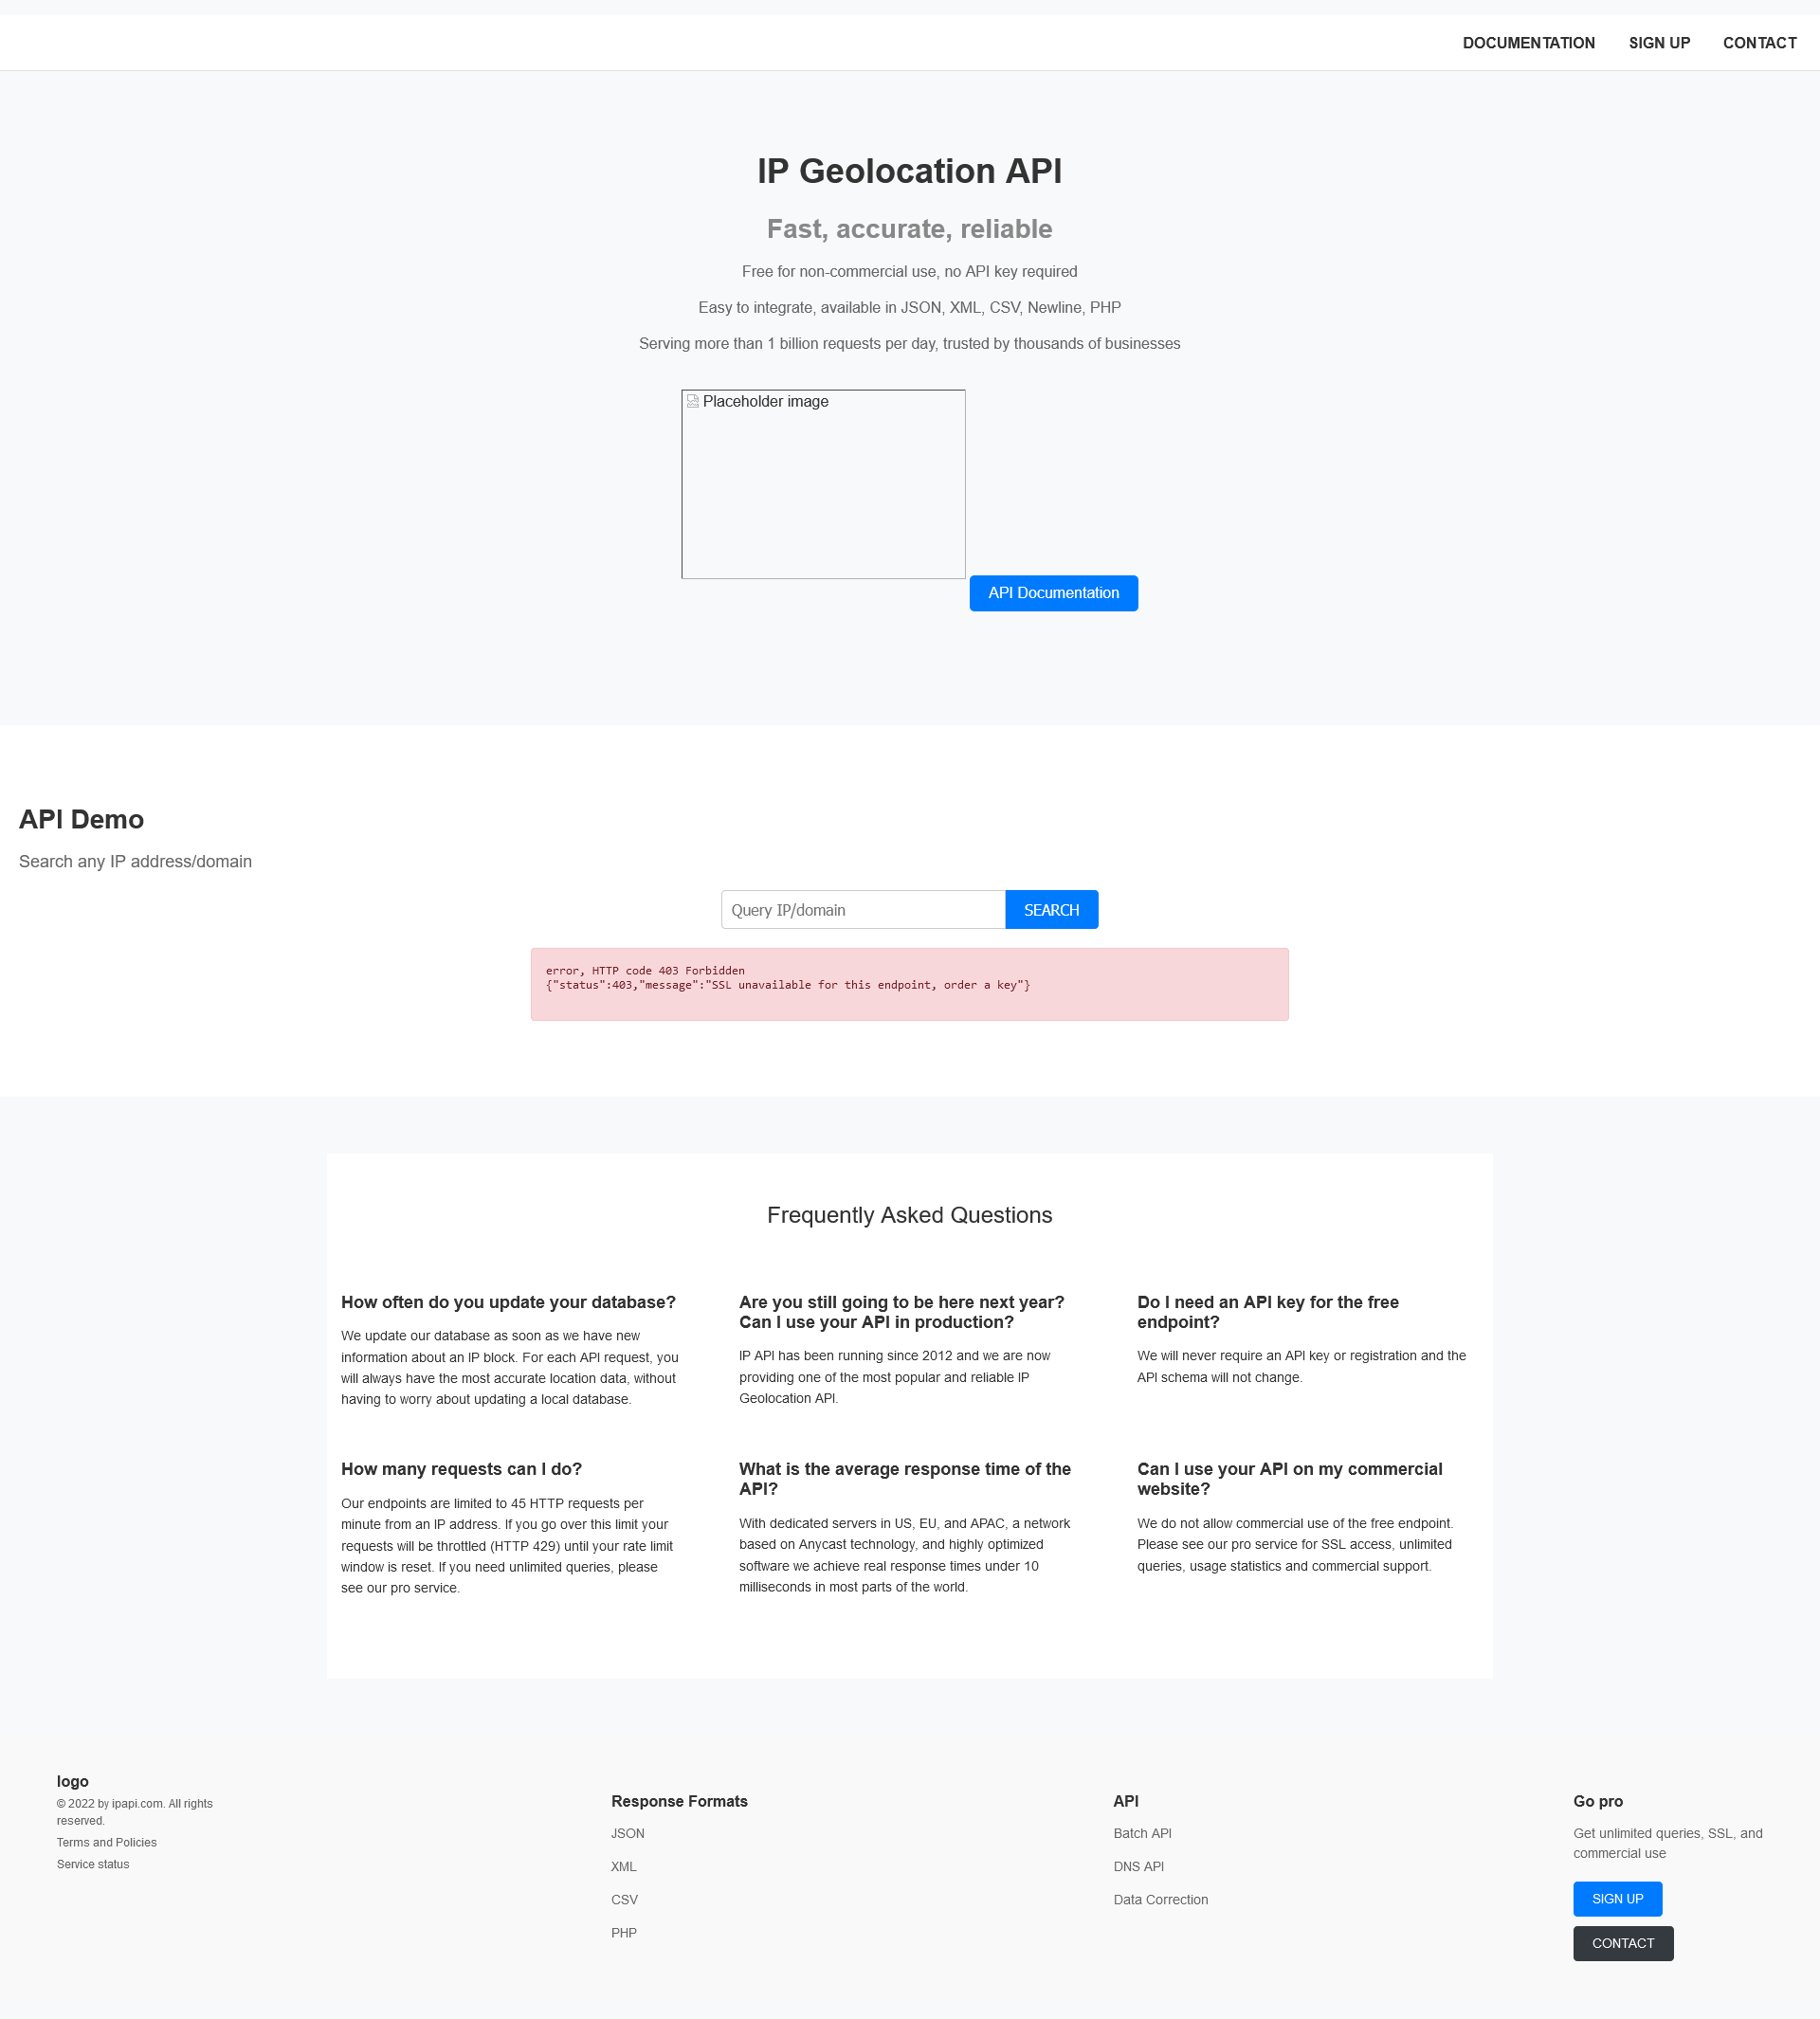 DOCUMENTATION SIGN UP CONTACT
IP Geolocation API
Fast, accurate, reliable
Free for non-commercial use, no API key required
Easy to integrate, available in JSON, XML, CSV, Newline, PHP
Serving more than 1 billion requests per day, trusted by thousands of businesses
Placeholder image
API Documentation
API Demo
Search any IP address/domain
Query IP/domain
SEARCH
error, HTTP code 403 Forbidden
{"status":403,"message":"SSL unavailable for this endpoint, order a key"}
Frequently Asked Questions
How often do you update your database?
We update our database as soon as we have new
information about an IP block. For each API request, you
will always have the most accurate location data, without
having to worry about updating a local database.
Are you still going to be here next year?
Can I use your API in production?
IP API has been running since 2012 and we are now
providing one of the most popular and reliable IP
Geolocation API.
Do I need an API key for the free
endpoint?
We will never require an API key or registration and the
API schema will not change.
How many requests can I do?
Our endpoints are limited to 45 HTTP requests per
minute from an IP address. If you go over this limit your
requests will be throttled (HTTP 429) until your rate limit
window is reset. If you need unlimited queries, please
see our pro service.
What is the average response time of the
API?
With dedicated servers in US, EU, and APAC, a network
based on Anycast technology, and highly optimized
software we achieve real response times under 10
milliseconds in most parts of the world.
Can I use your API on my commercial
website?
We do not allow commercial use of the free endpoint.
Please see our pro service for SSL access, unlimited
queries, usage statistics and commercial support.
logo
© 2022 by ipapi.com. All rights
reserved.
Terms and Policies
Service status
Response Formats
JSON
XML
CSV
PHP
API
Batch API
DNS API
Data Correction
Go pro
Get unlimited queries, SSL, and
commercial use
SIGN UP
CONTACT